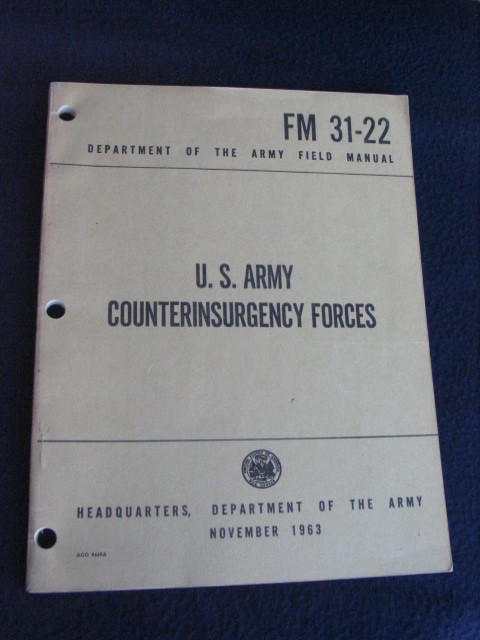 FM 31-22
DEPARTMENT OF THE ARMY FIELD MANUAL
U. S. ARMY
COUNTERINSURGENCY FORCES
HEADQUARTERS, DEPARTMENT OF THE ARMY
NOVEMBER 1963
AGO